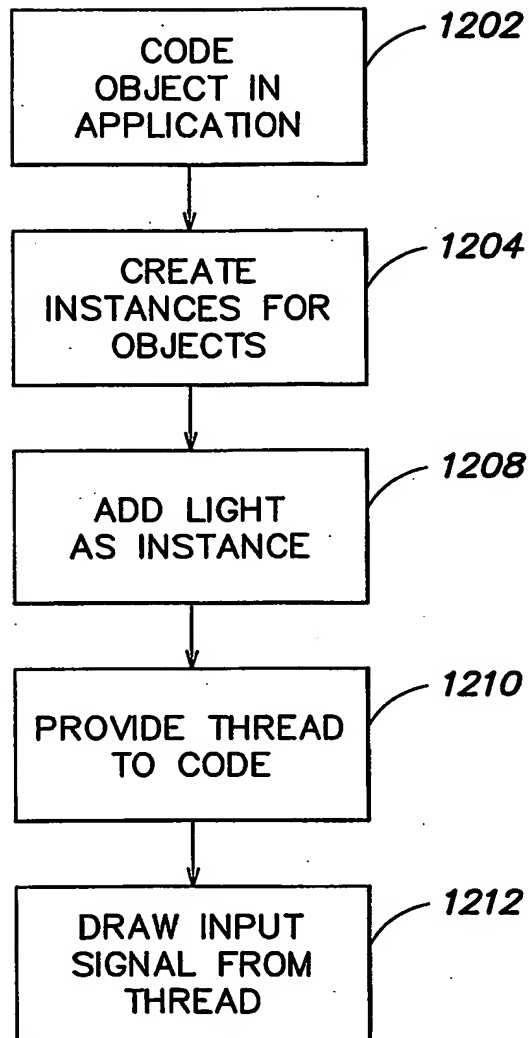 CODE
OBJECT IN
APPLICATION
1202
CREATE
INSTANCES FOR
OBJECTS
1204
ADD LIGHT
AS INSTANCE
1208
PROVIDE THREAD
TO CODE
1210
DRAW INPUT
SIGNAL FROM
THREAD
1212